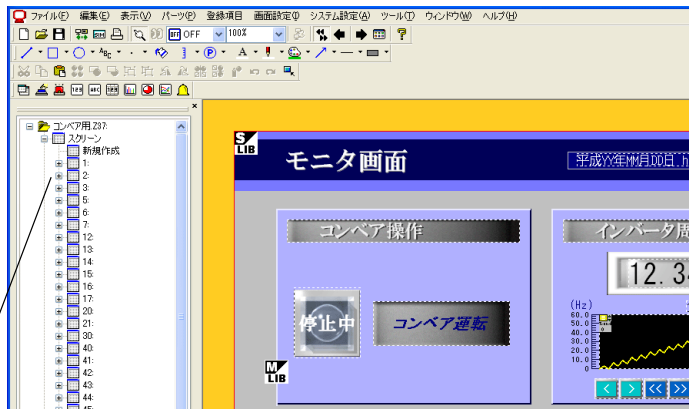 ファイル(F) 編集(E) 表示(V) パーツ(P) 登録項目 画面設定(I) システム設定(A) ツール(T) ウィンドウ(W) ヘルプ(H)
OFF OFF 100%
ABC P A
123 ABC
コンベア用.Z37:
スクリーン
新規作成
1:
2:
3:
5:
6:
7:
12:
13:
14:
15:
16:
17:
20:
21:
30:
40:
41:
42:
43:
44:
45:
S LIB
モニタ画面
平成YY年MM月DD日.h
コンベア操作
停止中
コンベア運転
M LIB
インバータ周
12.34
(Hz)
60.0
50.0
40.0
30.0
20.0
10.0
0